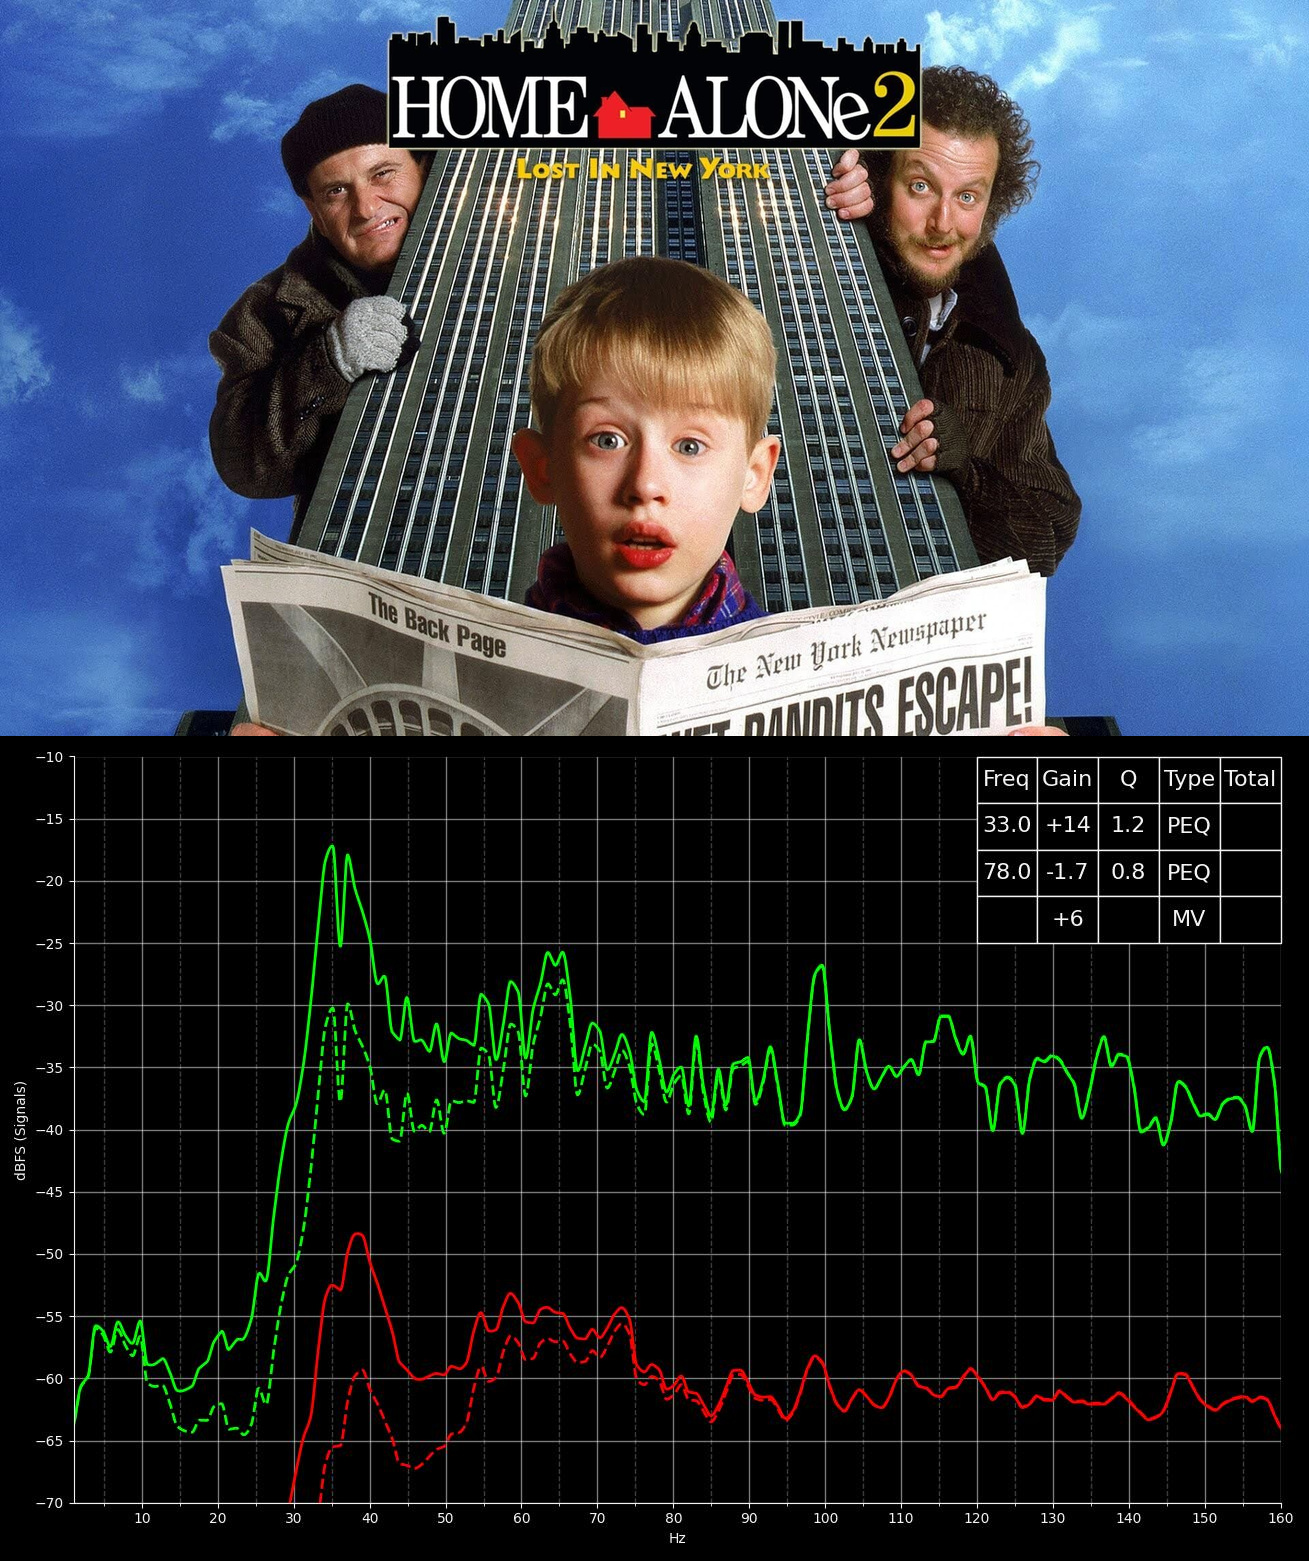 HOME ALONe2
LOST IN NEW YORK
The Back Page
The New York Newspaper
WET BANDITS ESCAPE!
Freq Gain Q Type Total
33.0 +14 1.2 PEQ
78.0 -1.7 0.8 PEQ
+6 MV
−10
−15
−20
−25
−30
−35
−40
−45
−50
−55
−60
−65
−70
dBFS (Signals)
10 20 30 40 50 60 70 80 90 100 110 120 130 140 150 160
Hz